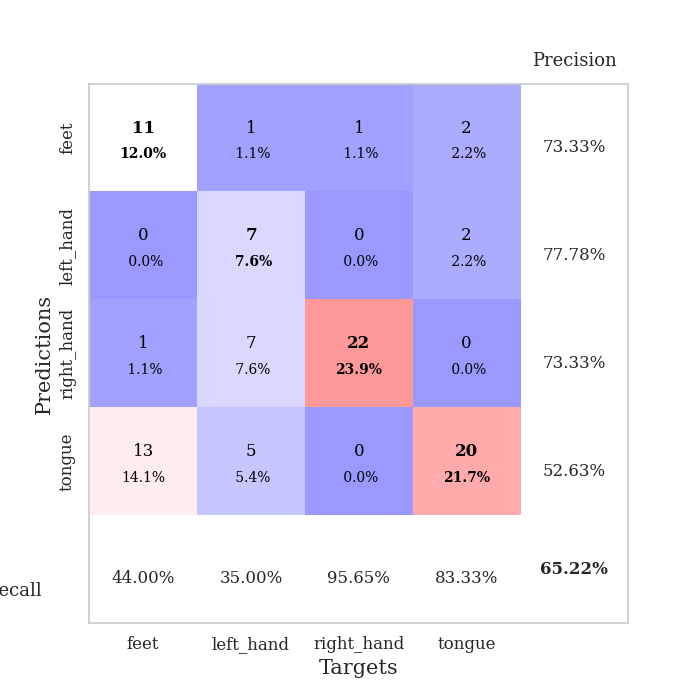 Precision
feet 11 1 1 2 73.33%
12.0% 1.1% 1.1% 2.2%
left_hand 0 7 0 2 77.78%
0.0% 7.6% 0.0% 2.2%
right_hand 1 7 22 0 73.33%
1.1% 7.6% 23.9% 0.0%
tongue 13 5 0 20 52.63%
14.1% 5.4% 0.0% 21.7%
Predictions
ecall 44.00% 35.00% 95.65% 83.33% 65.22%
feet left_hand right_hand tongue
Targets